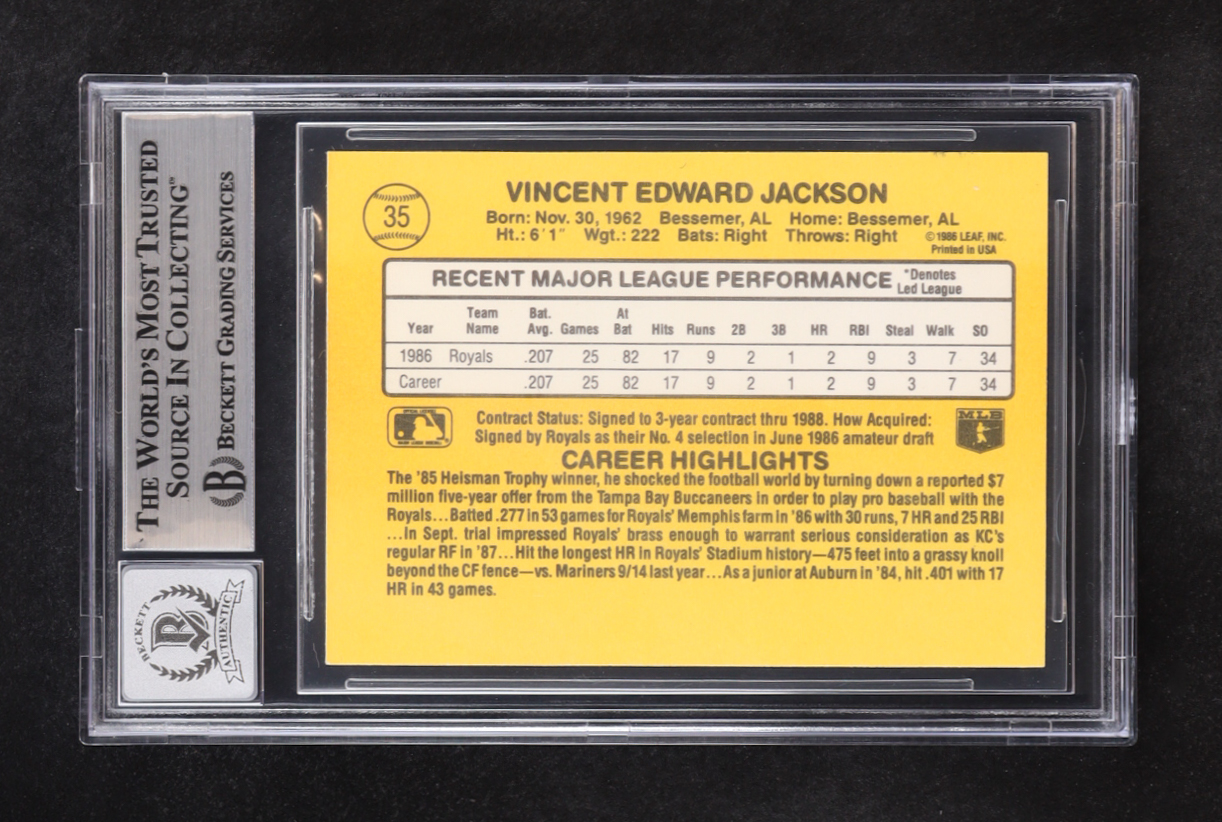 THE WORLD'S MOST TRUSTED
SOURCE IN COLLECTING™
B BECKETT GRADING SERVICES
BECKETT
AUTHENTIC
35
VINCENT EDWARD JACKSON
Born: Nov. 30, 1962 Bessemer, AL Home: Bessemer, AL
Ht.: 6'1" Wgt.: 222 Bats: Right Throws: Right
©1986 LEAF, INC.
Printed in USA
RECENT MAJOR LEAGUE PERFORMANCE
*Denotes
Led League
Year Team Name Bat. Avg. Games At Bat Hits Runs 2B 3B HR RBI Steal Walk SO
1986 Royals .207 25 82 17 9 2 1 2 9 3 7 34
Career .207 25 82 17 9 2 1 2 9 3 7 34
Contract Status: Signed to 3-year contract thru 1988. How Acquired:
Signed by Royals as their No. 4 selection in June 1986 amateur draft
MLB
CAREER HIGHLIGHTS
The '85 Heisman Trophy winner, he shocked the football world by turning down a reported $7
million five-year offer from the Tampa Bay Buccaneers in order to play pro baseball with the
Royals...Batted .277 in 53 games for Royals' Memphis farm in '86 with 30 runs, 7 HR and 25 RBI
...In Sept. trial impressed Royals' brass enough to warrant serious consideration as KC's
regular RF in '87...Hit the longest HR in Royals' Stadium history—475 feet into a grassy knoll
beyond the CF fence—vs. Mariners 9/14 last year...As a junior at Auburn in '84, hit .401 with 17
HR in 43 games.